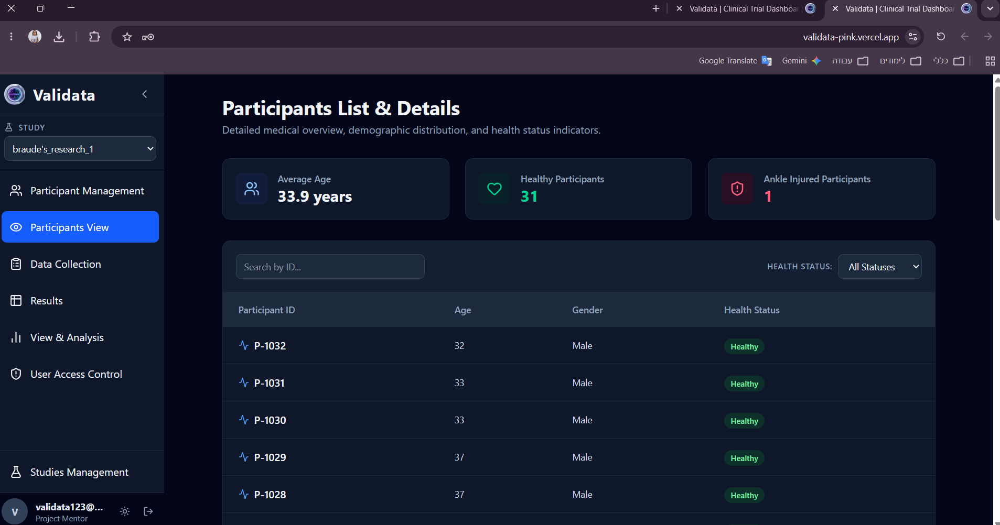 Validata | Clinical Trial Dashboar
Validata | Clinical Trial Dashboar
validata-pink.vercel.app
Google Translate
Gemini
עבודה
לימודים
כללי
Validata
STUDY
braude's_research_1
Participant Management
Participants View
Data Collection
Results
View & Analysis
User Access Control
Studies Management
V
validata123@...
Project Mentor
Participants List & Details
Detailed medical overview, demographic distribution, and health status indicators.
Average Age
33.9 years
Healthy Participants
31
Ankle Injured Participants
1
Search by ID...
HEALTH STATUS: All Statuses
Participant ID Age Gender Health Status
P-1032 32 Male Healthy
P-1031 33 Male Healthy
P-1030 33 Male Healthy
P-1029 37 Male Healthy
P-1028 37 Male Healthy